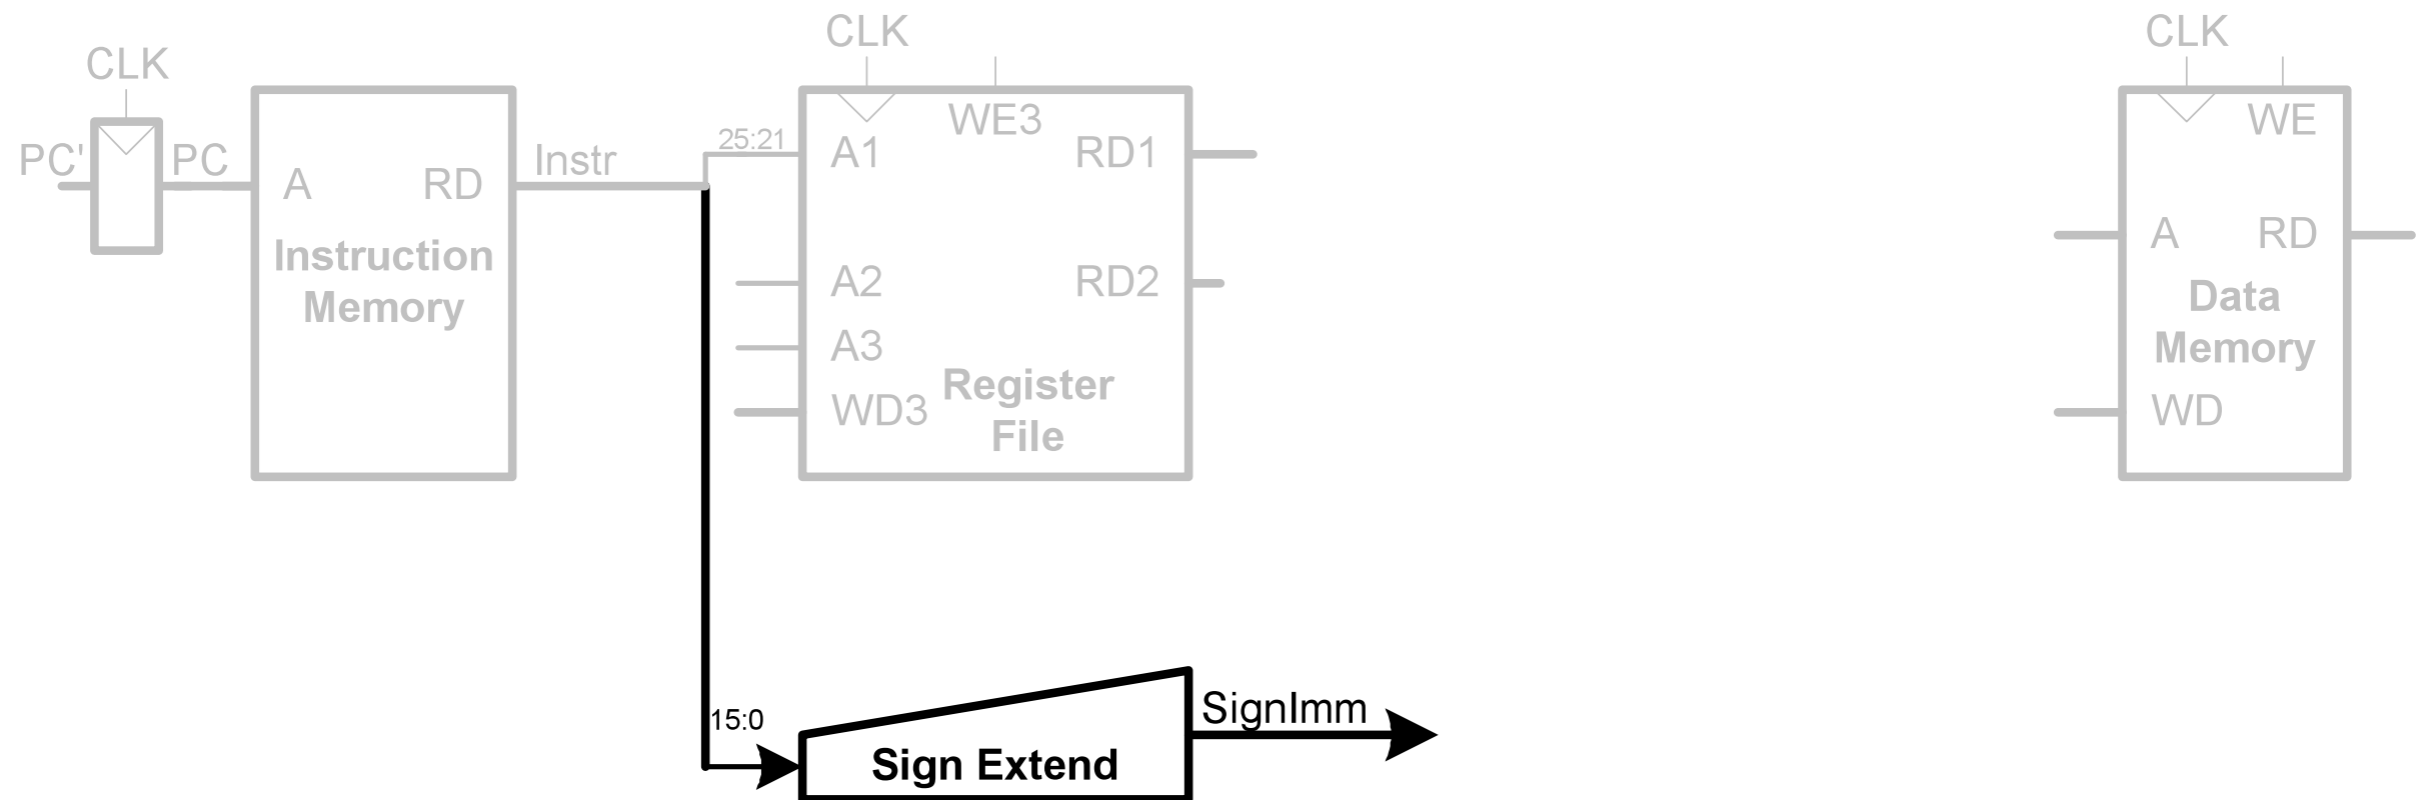 CLK
CLK
CLK
PC'
PC
A
RD
Instruction
Memory
Instr
25:21
A1
WE3
RD1
A2
RD2
A3
WD3
Register
File
WE
A
RD
Data
Memory
WD
15:0
Sign Extend
SignImm